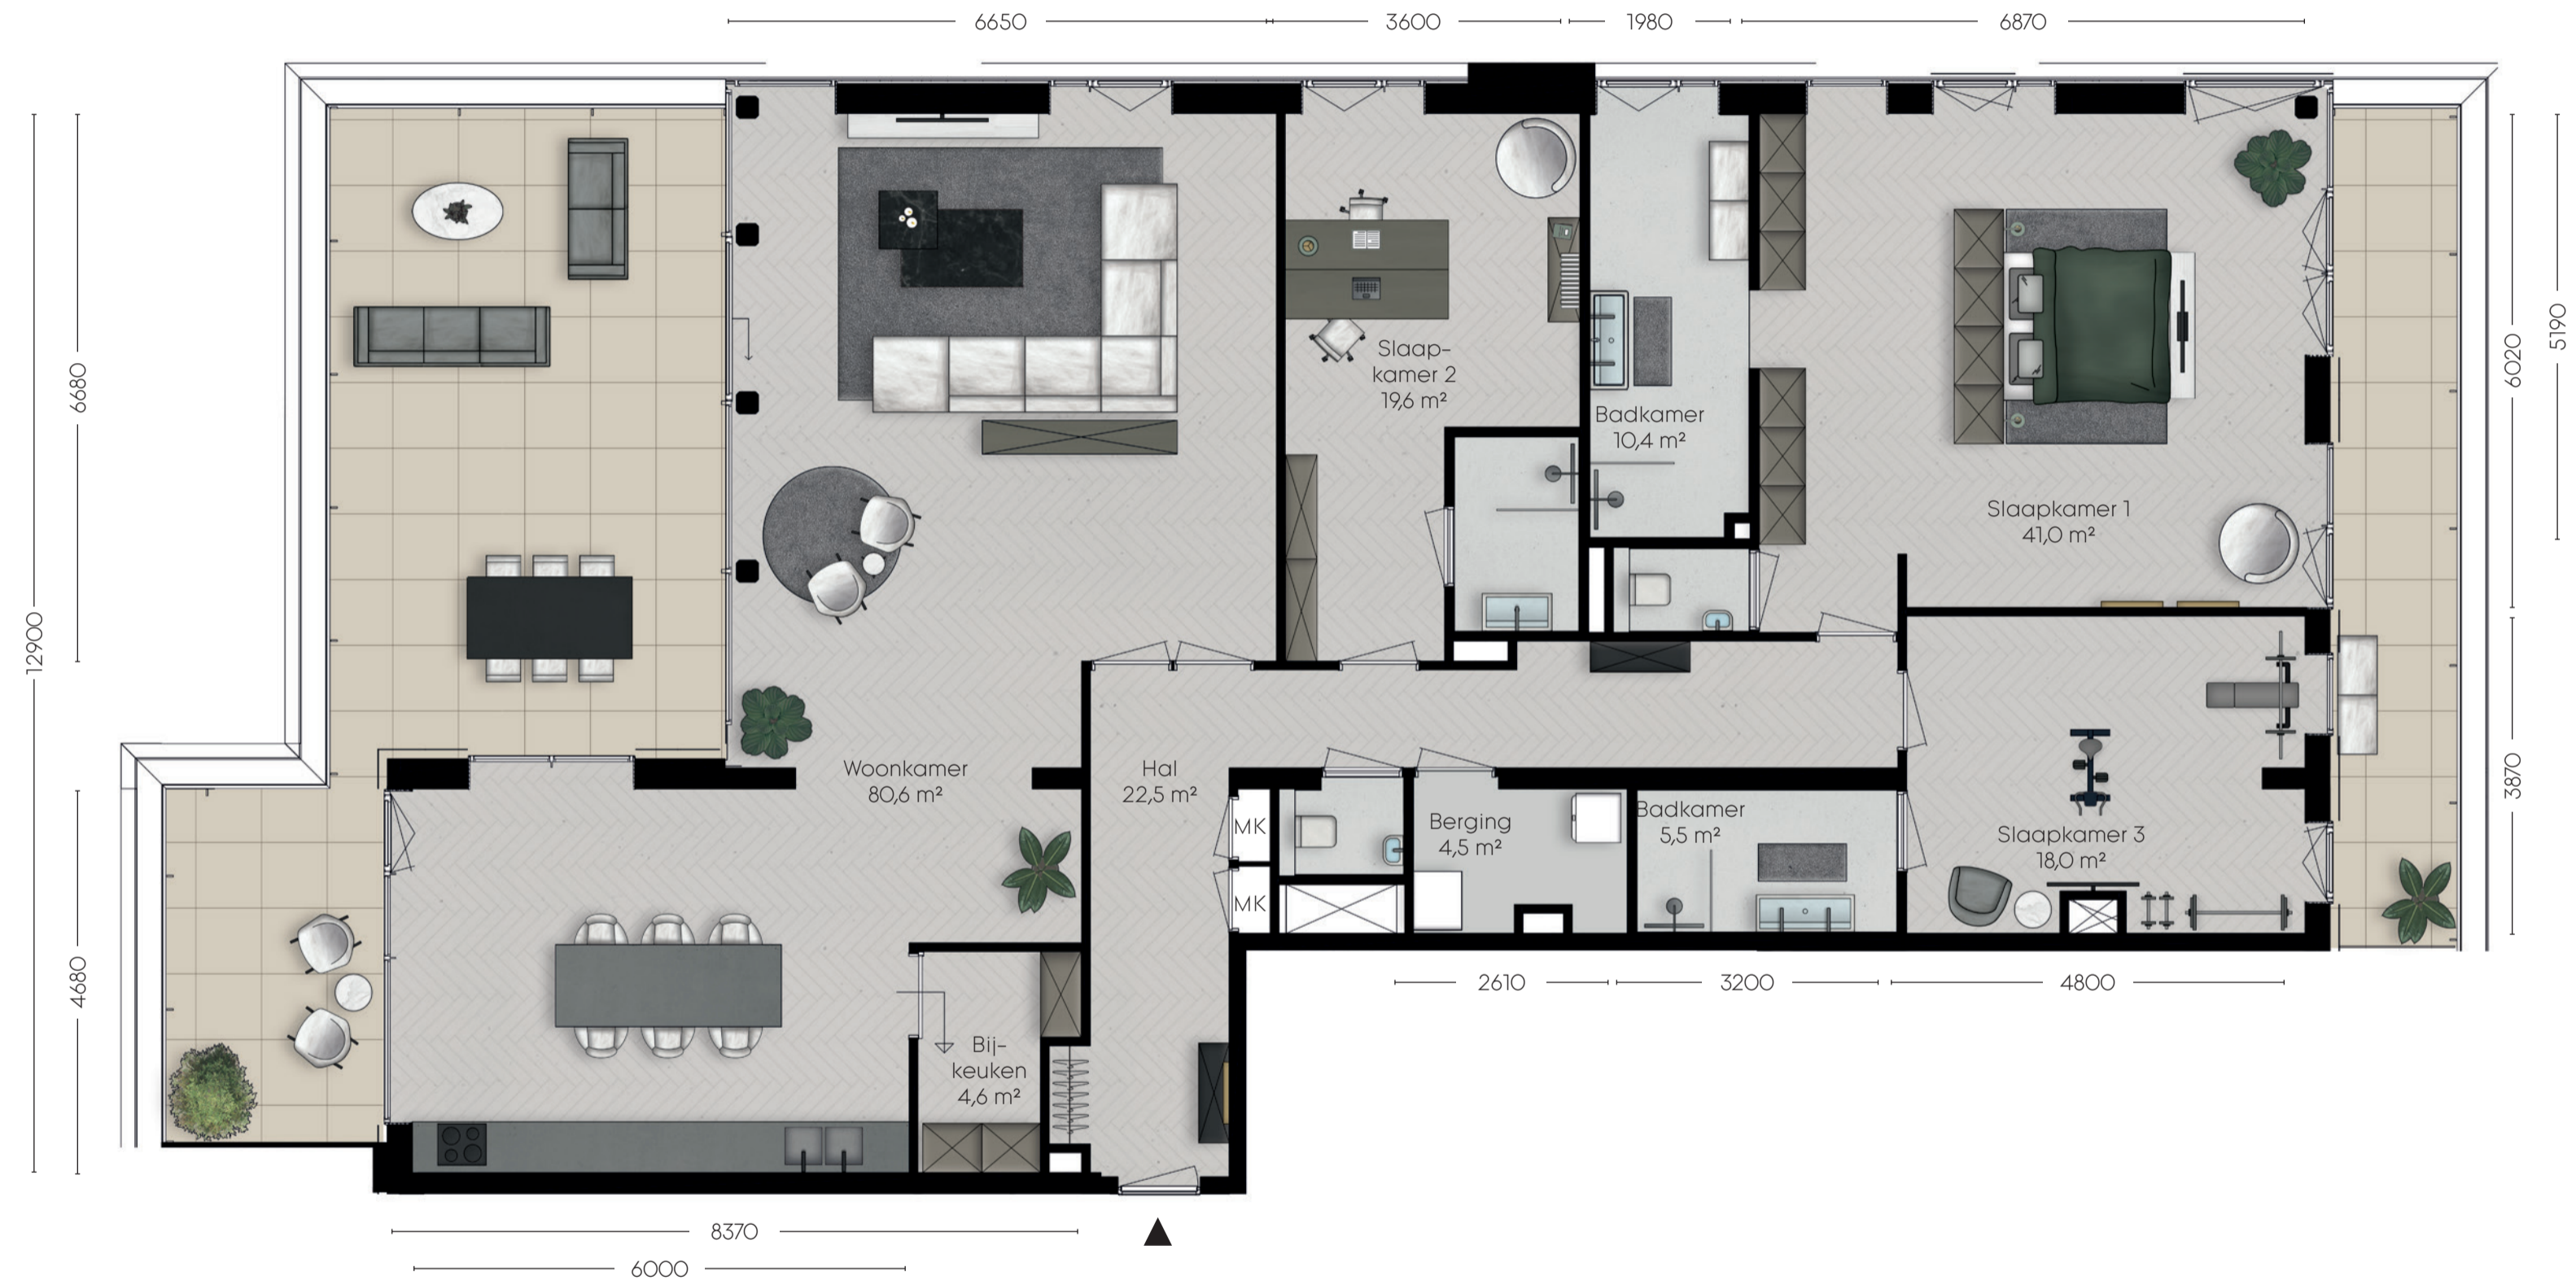 6650
3600
1980
6870
12900
6680
4680
6020
5190
3870
Slaap-
kamer 2
19,6 m²
Badkamer
10,4 m²
Slaapkamer 1
41,0 m²
Woonkamer
80,6 m²
Hal
22,5 m²
MK
MK
Berging
4,5 m²
Badkamer
5,5 m²
Slaapkamer 3
18,0 m²
Bij-
keuken
4,6 m²
2610
3200
4800
8370
6000